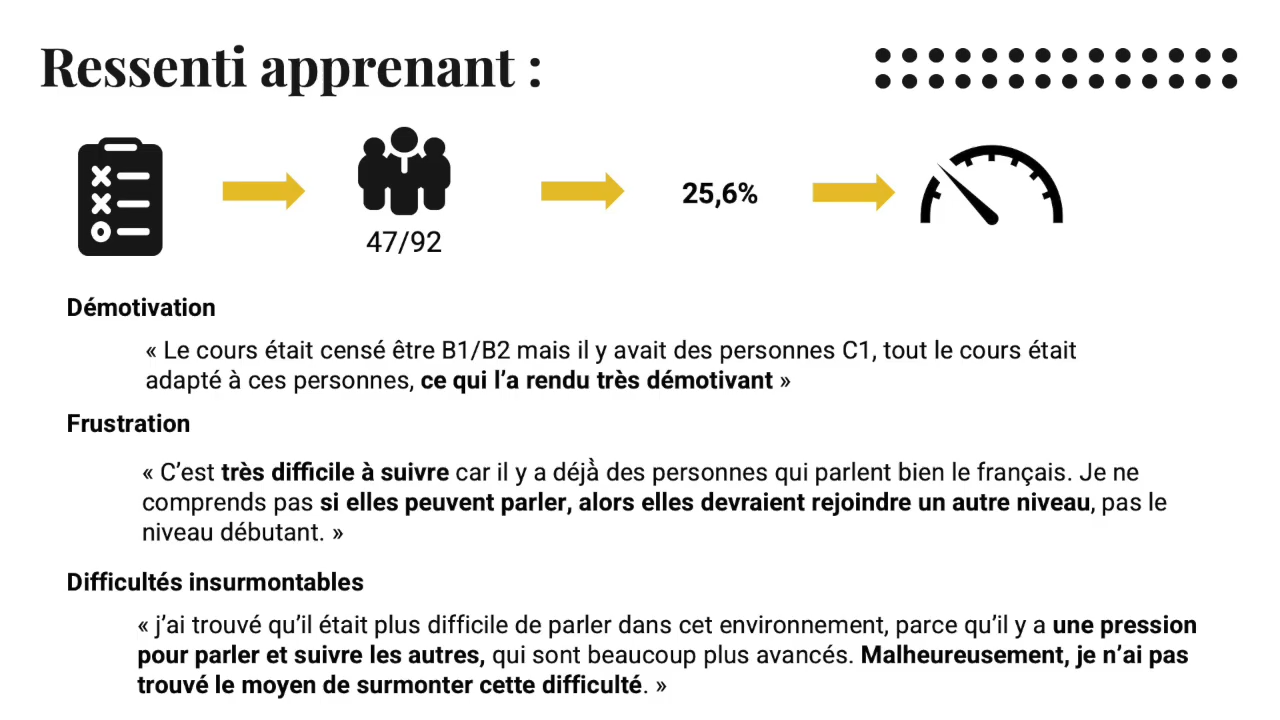 Ressenti apprenant :
25,6%
47/92
Démotivation
« Le cours était censé être B1/B2 mais il y avait des personnes C1, tout le cours était
adapté à ces personnes, ce qui l’a rendu très démotivant »
Frustration
« C’est très difficile à suivre car il y a déjà̀ des personnes qui parlent bien le français. Je ne
comprends pas si elles peuvent parler, alors elles devraient rejoindre un autre niveau, pas le
niveau débutant. »
Difficultés insurmontables
« j’ai trouvé qu’il était plus difficile de parler dans cet environnement, parce qu’il y a une pression
pour parler et suivre les autres, qui sont beaucoup plus avancés. Malheureusement, je n’ai pas
trouvé le moyen de surmonter cette difficulté. »